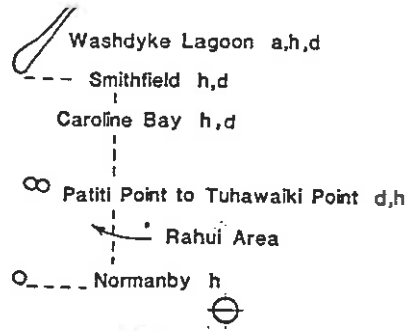 Washdyke Lagoon a,h,d
Smithfield h,d
Caroline Bay h,d
Patiti Point to Tuhawaiki Point d,h
Rahui Area
Normanby h